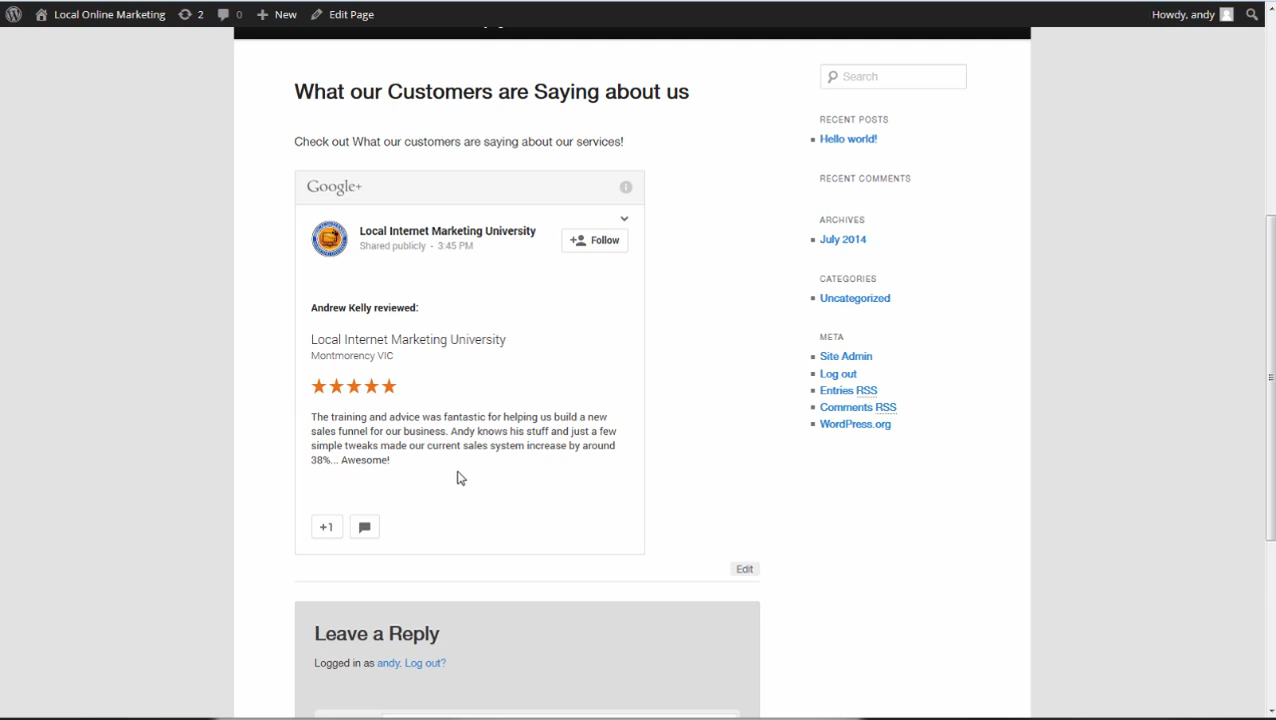 Local Online Marketing 2 0 New Edit Page Howdy, andy
What our Customers are Saying about us
Check out What our customers are saying about our services!
Google+
Local Internet Marketing University
Shared publicly - 3:45 PM
Follow
Andrew Kelly reviewed:
Local Internet Marketing University
Montmorency VIC
The training and advice was fantastic for helping us build a new
sales funnel for our business. Andy knows his stuff and just a few
simple tweaks made our current sales system increase by around
38%... Awesome!
+1
Edit
Leave a Reply
Logged in as andy. Log out?
Search
RECENT POSTS
Hello world!
RECENT COMMENTS
ARCHIVES
July 2014
CATEGORIES
Uncategorized
META
Site Admin
Log out
Entries RSS
Comments RSS
WordPress.org